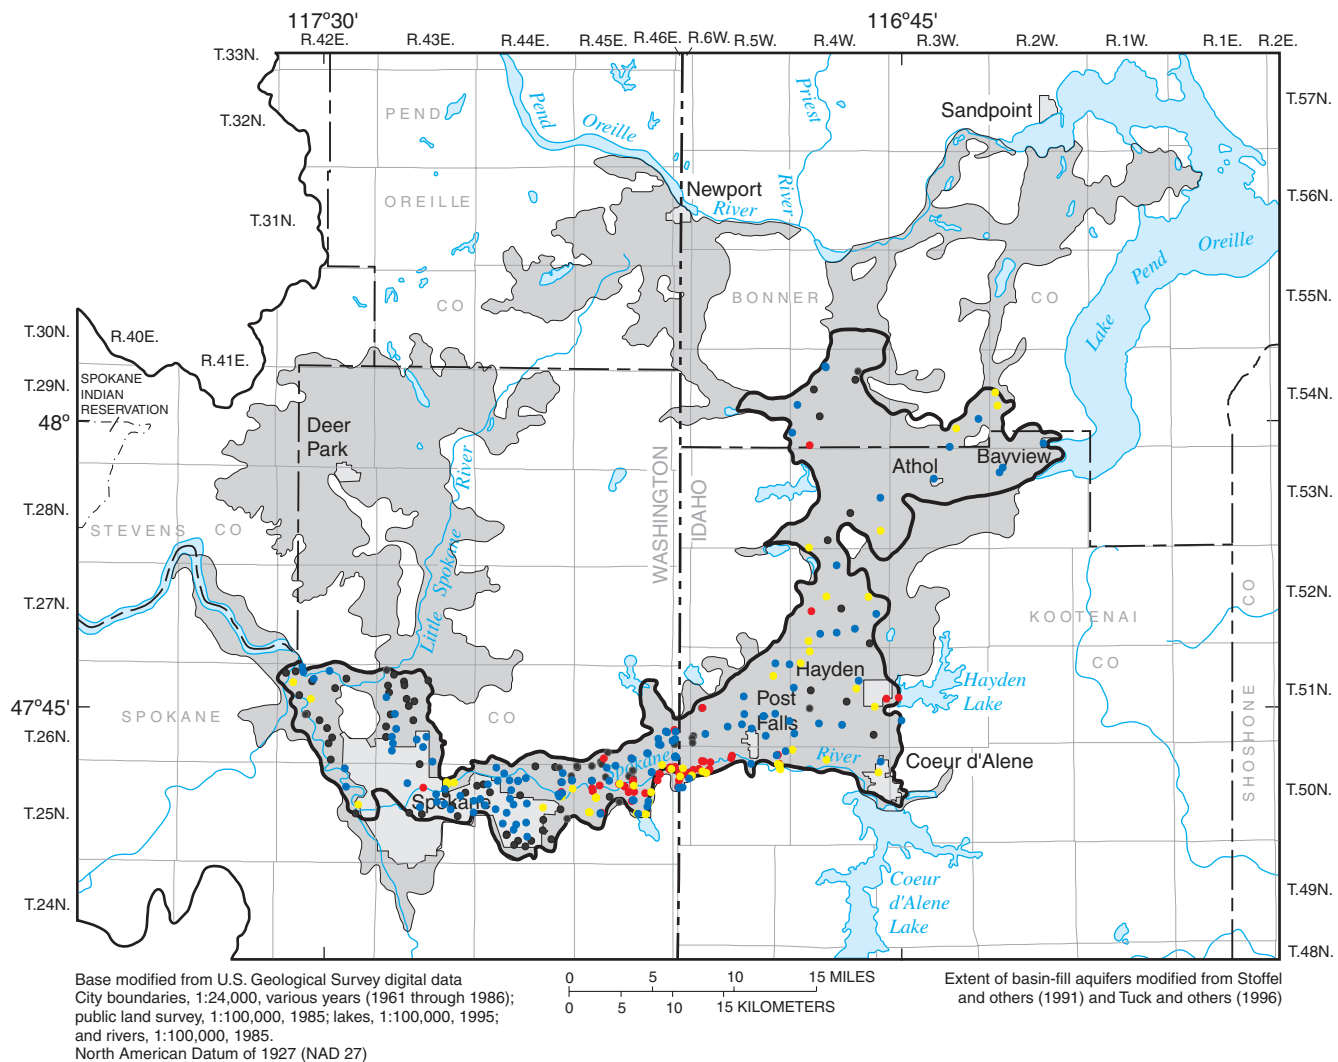 117°30'
116°45'
R.42E.
R.43E.
R.44E.
R.45E.
R.46E.
R.6W.
R.5W.
R.4W.
R.3W.
R.2W.
R.1W.
R.1E.
R.2E.
T.33N.
T.32N.
T.31N.
T.30N.
R.40E.
R.41E.
T.29N.
48°
T.28N.
T.27N.
47°45'
T.26N.
T.25N.
T.24N.
T.57N.
T.56N.
T.55N.
T.54N.
T.53N.
T.52N.
T.51N.
T.50N.
T.49N.
T.48N.
PEND
OREILLE
CO
Pend
Oreille
River
Priest
River
Newport
Sandpoint
BONNER
CO
Lake
Pend
Oreille
SPOKANE
INDIAN
RESERVATION
Deer
Park
STEVENS CO
Little Spokane
River
WASHINGTON
IDAHO
Athol
Bayview
KOOTENAI
CO
SHOSHONE
CO
SPOKANE
CO
Hayden
Hayden
Lake
Post
Falls
Spokane
River
Coeur d'Alene
Spokane
Coeur
d'Alene
Lake
Base modified from U.S. Geological Survey digital data
City boundaries, 1:24,000, various years (1961 through 1986);
public land survey, 1:100,000, 1985; lakes, 1:100,000, 1995;
and rivers, 1:100,000, 1985.
North American Datum of 1927 (NAD 27)
0 5 10 15 MILES
0 5 10 15 KILOMETERS
Extent of basin-fill aquifers modified from Stoffel
and others (1991) and Tuck and others (1996)